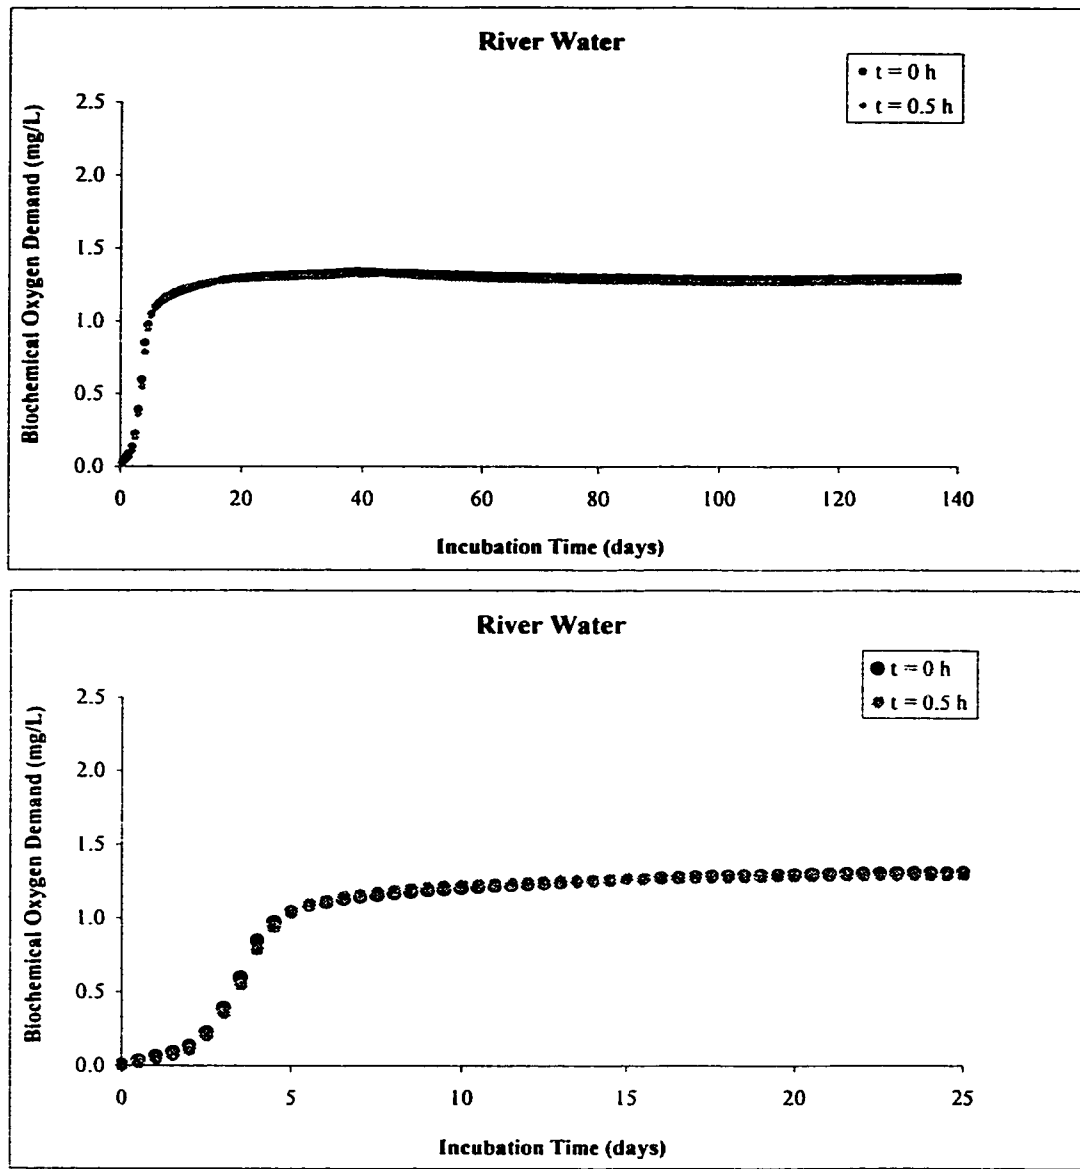 River Water
t = 0 h
t = 0.5 h
Biochemical Oxygen Demand (mg/L)
2.5
2.0
1.5
1.0
0.5
0.0
0 20 40 60 80 100 120 140
Incubation Time (days)
River Water
t = 0 h
t = 0.5 h
Biochemical Oxygen Demand (mg/L)
2.5
2.0
1.5
1.0
0.5
0.0
0 5 10 15 20 25
Incubation Time (days)